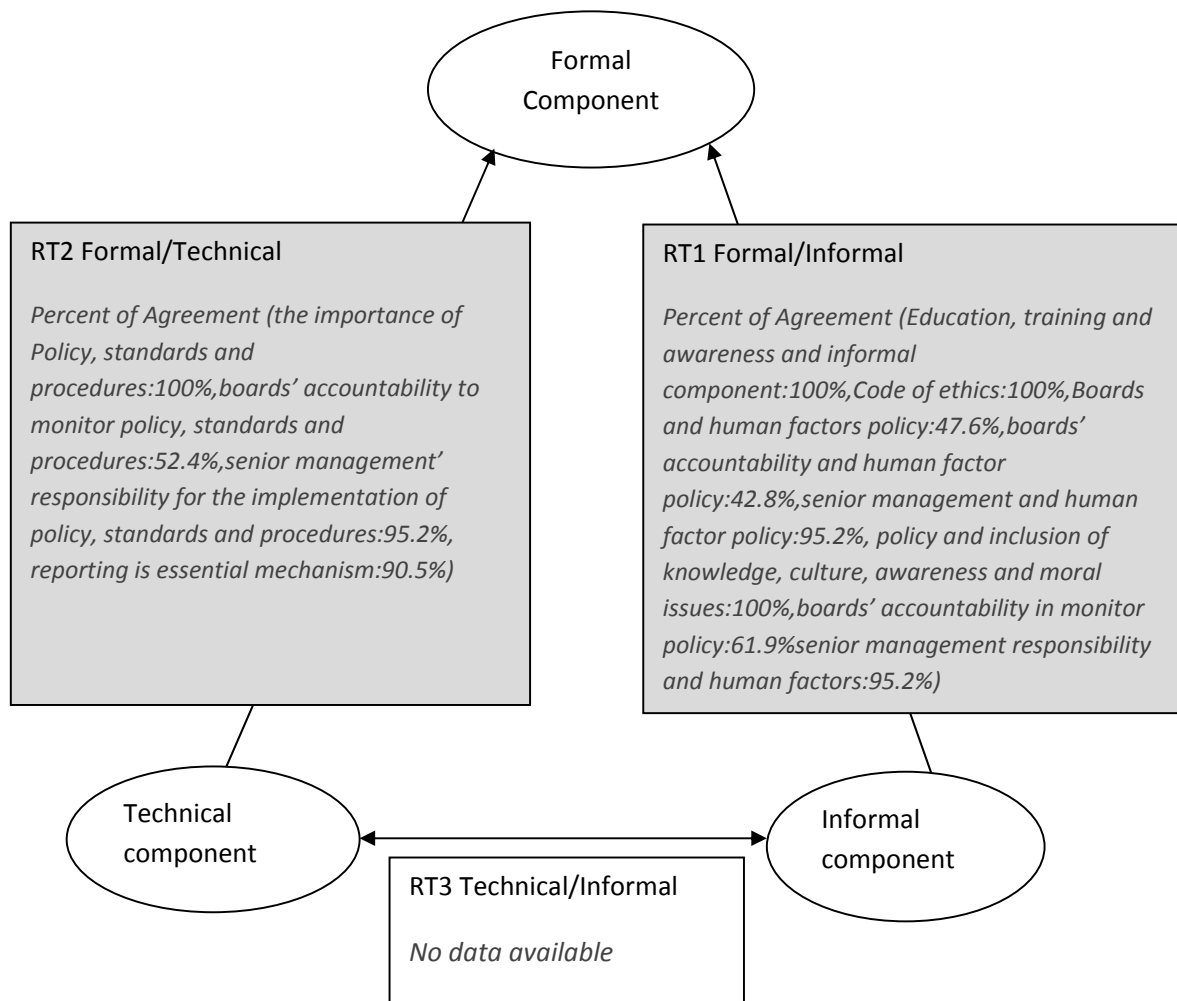 Formal
Component
RT2 Formal/Technical
Percent of Agreement (the importance of
Policy, standards and
procedures:100%,boards’ accountability to
monitor policy, standards and
procedures:52.4%,senior management’
responsibility for the implementation of
policy, standards and procedures:95.2%,
reporting is essential mechanism:90.5%)
RT1 Formal/Informal
Percent of Agreement (Education, training and
awareness and informal
component:100%,Code of ethics:100%,Boards
and human factors policy:47.6%,boards’
accountability and human factor
policy:42.8%,senior management and human
factor policy:95.2%, policy and inclusion of
knowledge, culture, awareness and moral
issues:100%,boards’ accountability in monitor
policy:61.9%senior management responsibility
and human factors:95.2%)
Technical
component
Informal
component
RT3 Technical/Informal
No data available